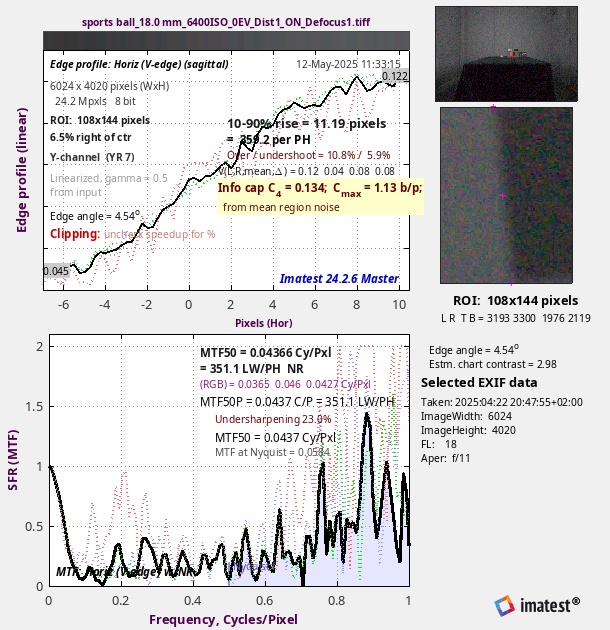 sports ball_18.0 mm_6400ISO_0EV_Dist1_ON_Defocus1.tiff
Edge profile: Horiz (V-edge) (sagittal)
12-May-2025 11:33:15
0.122
6024 x 4020 pixels (WxH)
24.2 Mpxls 8 bit
ROI: 108x144 pixels
6.5% right of ctr
Y-channel (YR 7)
Linearized, gamma = 0.5
from input
Edge angle = 4.54°
Clipping: uncheck speedup for %
10-90% rise = 11.19 pixels
= 359.2 per PH
Over / undershoot = 10.8% / 5.9%
V(L,R,mean,Δ) = 0.12 0.04 0.08 0.08
Info cap C4 = 0.134; Cmax = 1.13 b/p;
from mean region noise
0.045
Imatest 24.2.6 Master
Edge profile (linear)
-6 -4 -2 0 2 4 6 8 10
Pixels (Hor)
ROI: 108x144 pixels
L R T B = 3193 3300 1976 2119
Edge angle = 4.54°
Estm. chart contrast = 2.98
Selected EXIF data
Taken: 2025:04:22 20:47:55+02:00
ImageWidth: 6024
ImageHeight: 4020
FL: 18
Aper: f/11
MTF50 = 0.04366 Cy/Pxl
= 351.1 LW/PH NR
(RGB) = 0.0365 0.046 0.0427 Cy/Pxl
MTF50P = 0.0437 C/P = 351.1 LW/PH
Undersharpening 23.0%
MTF50 = 0.0437 Cy/Pxl
MTF at Nyquist = 0.0584
SFR (MTF)
2
1.5
1
0.5
0
MTF: Horiz (V-edge) w/NR
0 0.2 0.4 0.6 0.8 1
Frequency, Cycles/Pixel
imatest®